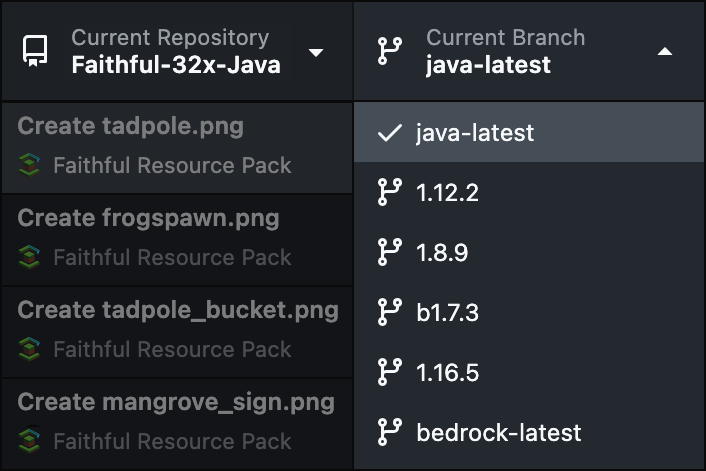 Current Repository
Faithful-32x-Java
Current Branch
java-latest
Create tadpole.png
Faithful Resource Pack
Create frogspawn.png
Faithful Resource Pack
Create tadpole_bucket.png
Faithful Resource Pack
Create mangrove_sign.png
Faithful Resource Pack
java-latest
1.12.2
1.8.9
b1.7.3
1.16.5
bedrock-latest